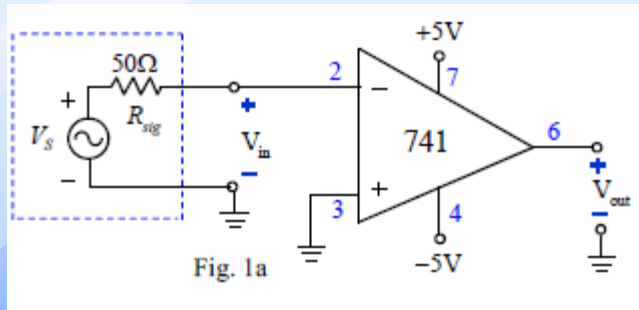 +5V
50Ω
2
7
+
−
R_sig
V_S
V_in
741
6
+
−
+
−
+
−
V_out
3
4
Fig. 1a
−5V